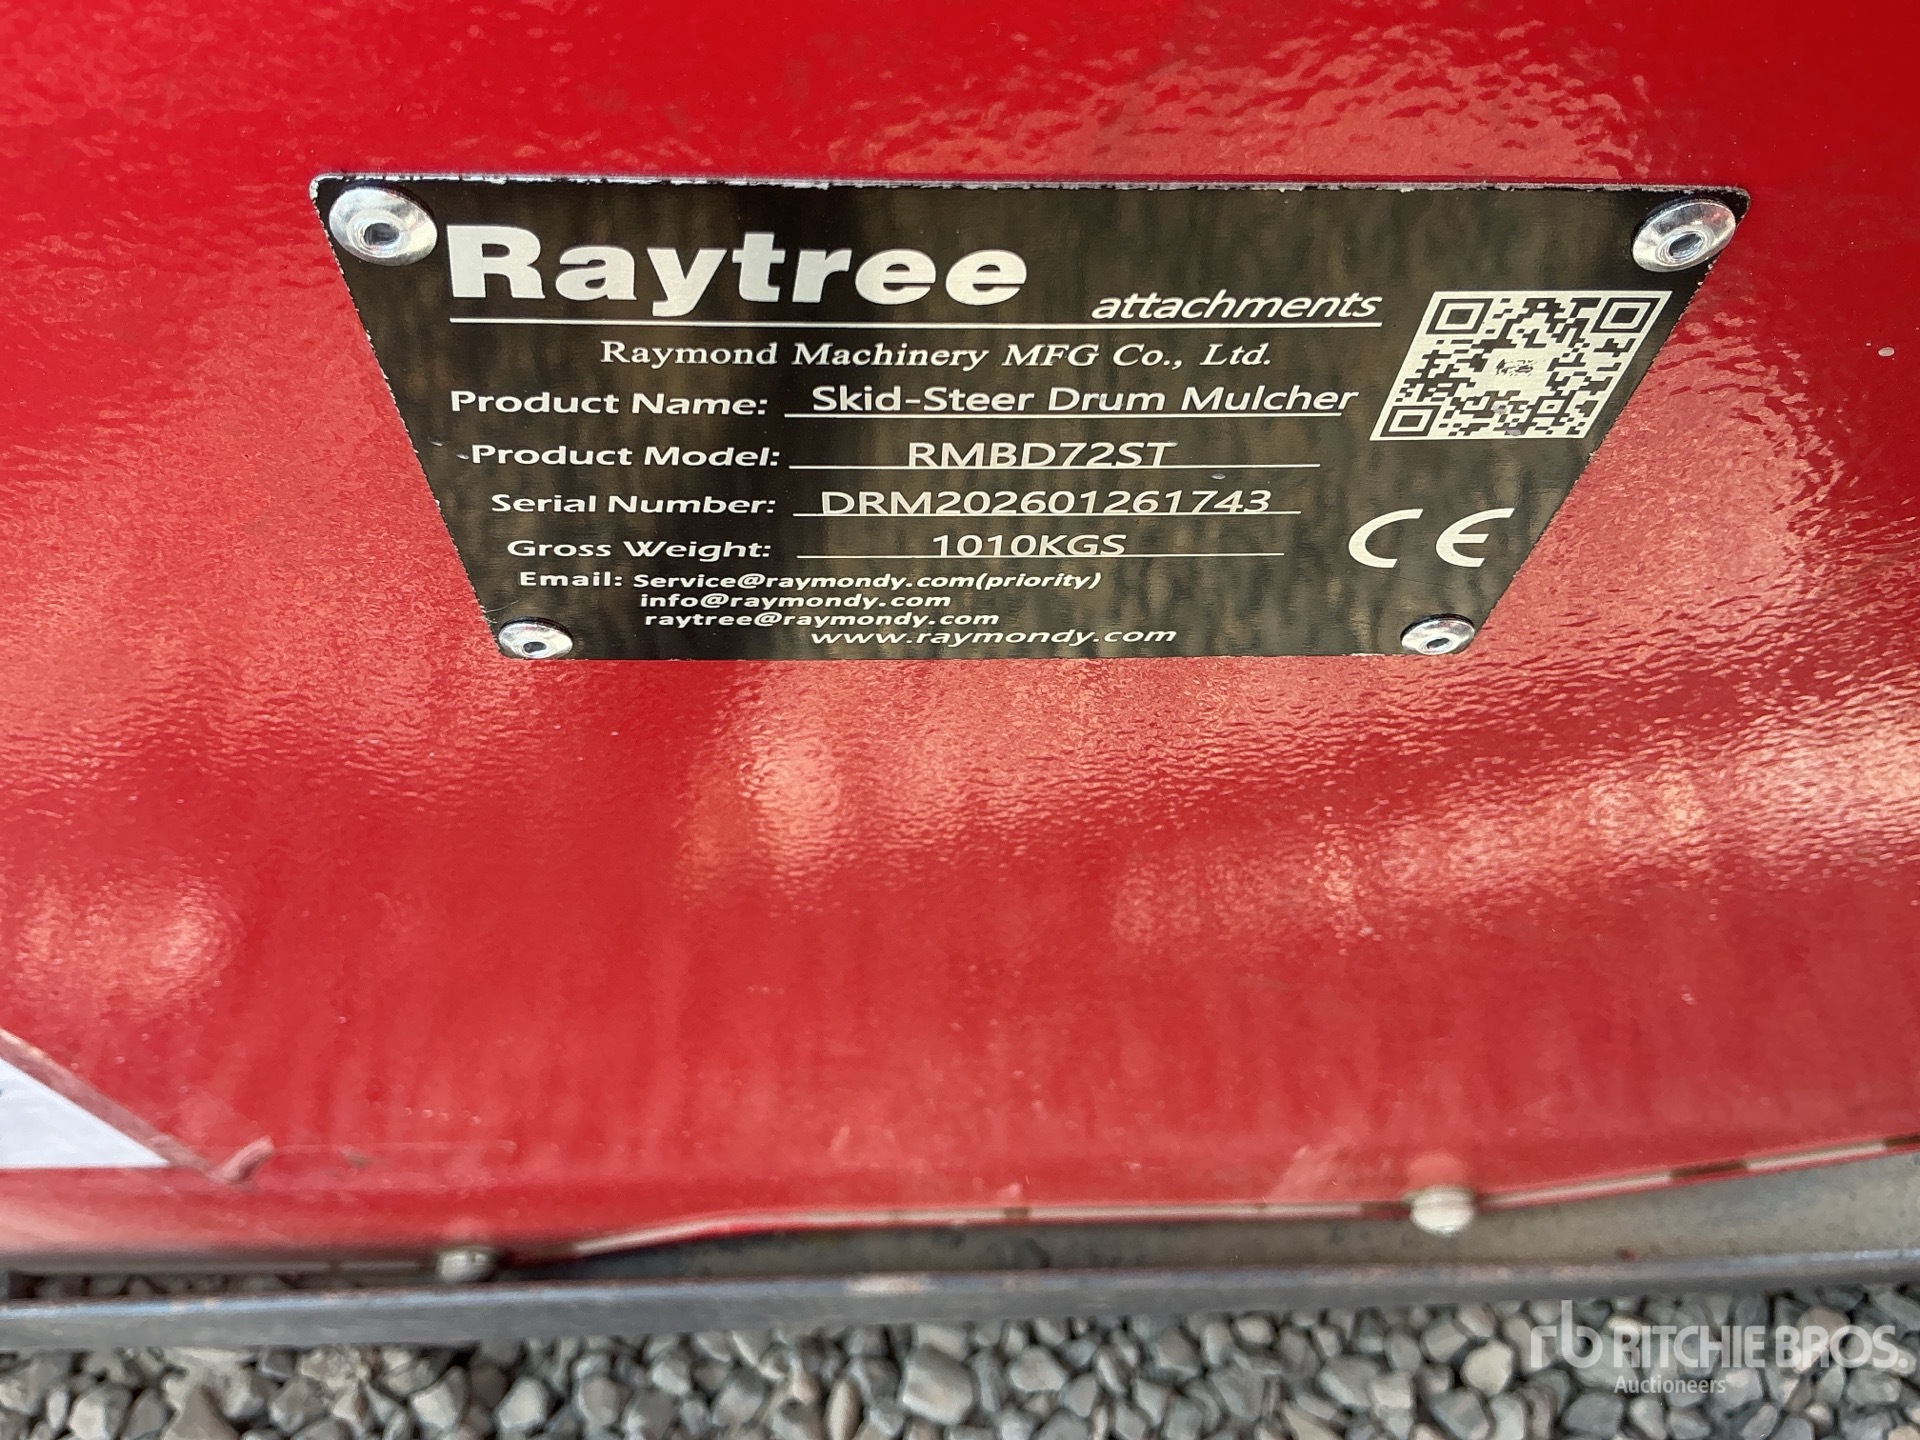 Raytree attachments
Raymond Machinery MFG Co., Ltd.
Product Name: Skid-Steer Drum Mulcher
Product Model: RMBD72ST
Serial Number: DRM202601261743
Gross Weight: 1010KGS
CE
Email: Service@raymondy.com(priority)
info@raymondy.com
raytree@raymondy.com
www.raymondy.com
rb RITCHIE BROS.
Auctioneers